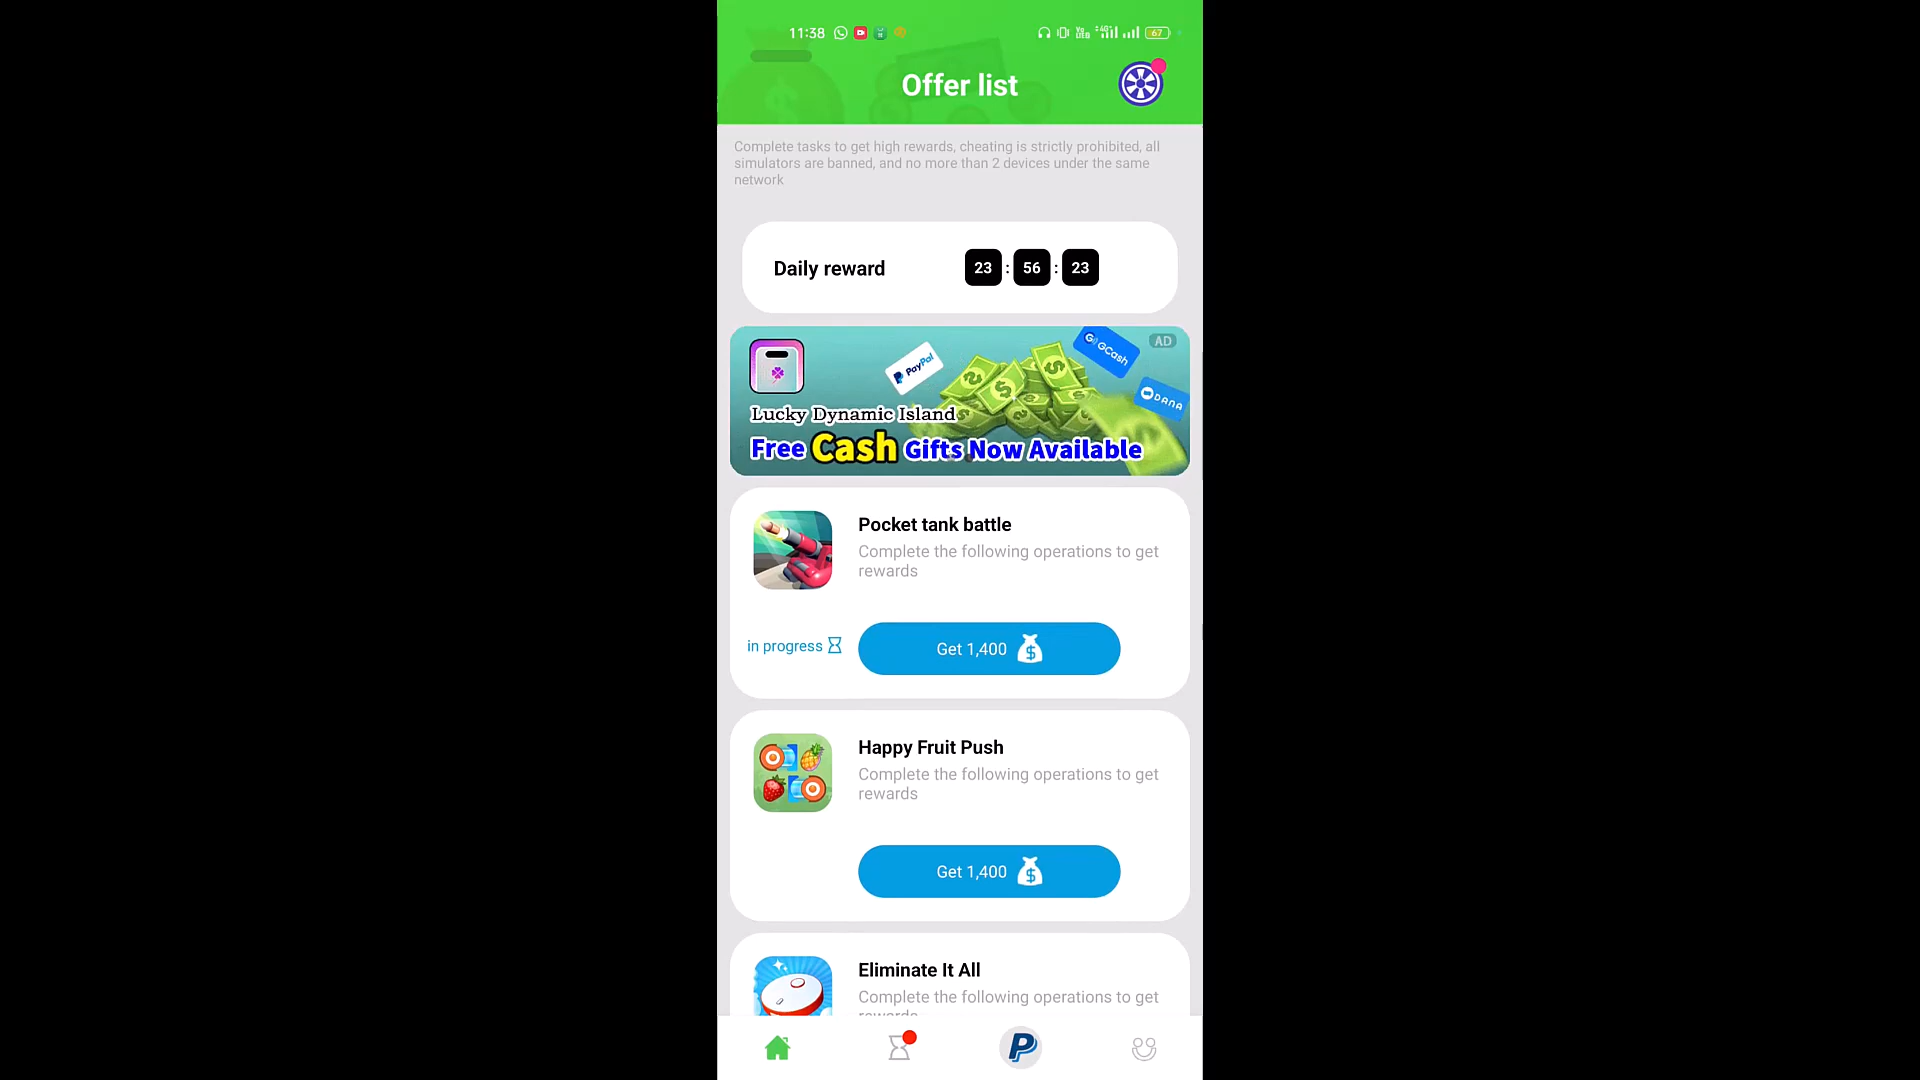 11:38
67
Offer list
Complete tasks to get high rewards, cheating is strictly prohibited, all
simulators are banned, and no more than 2 devices under the same
network
Daily reward 23 : 56 : 23
AD
PayPal
GCash
DANA
Lucky Dynamic Island
Free Cash Gifts Now Available
Pocket tank battle
Complete the following operations to get
rewards
in progress
Get 1,400
Happy Fruit Push
Complete the following operations to get
rewards
Get 1,400
Eliminate It All
Complete the following operations to get
rewards